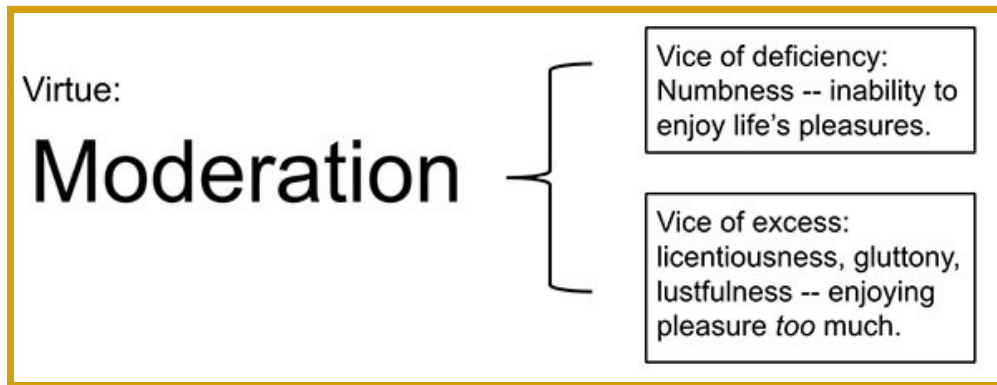 Virtue:
Moderation
Vice of deficiency:
Numbness -- inability to
enjoy life’s pleasures.
Vice of excess:
licentiousness, gluttony,
lustfulness -- enjoying
pleasure too much.